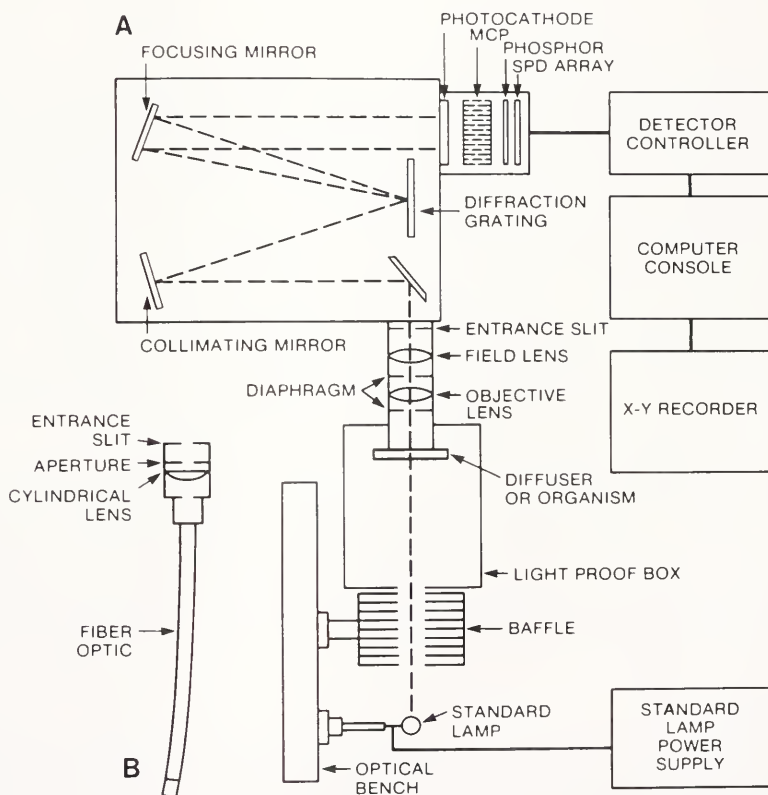 A
FOCUSING MIRROR
PHOTOCATHODE
MCP
PHOSPHOR
SPD ARRAY
DETECTOR
CONTROLLER
DIFFRACTION
GRATING
COMPUTER
CONSOLE
COLLIMATING MIRROR
ENTRANCE SLIT
FIELD LENS
DIAPHRAGM
OBJECTIVE
LENS
X-Y RECORDER
ENTRANCE
SLIT
APERTURE
CYLINDRICAL
LENS
DIFFUSER
OR ORGANISM
LIGHT PROOF BOX
FIBER
OPTIC
BAFFLE
STANDARD
LAMP
STANDARD
LAMP
POWER
SUPPLY
B
OPTICAL
BENCH